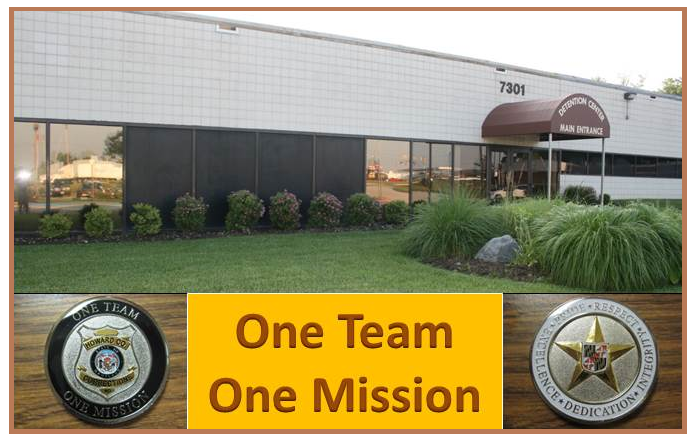 7301
DETENTION CENTER
MAIN ENTRANCE
ONE TEAM
HOWARD CO
CORRECTIONS
ONE MISSION
One Team
One Mission
PRIDE ★ RESPECT ★ INTEGRITY ★ DEDICATION ★ EXCELLENCE